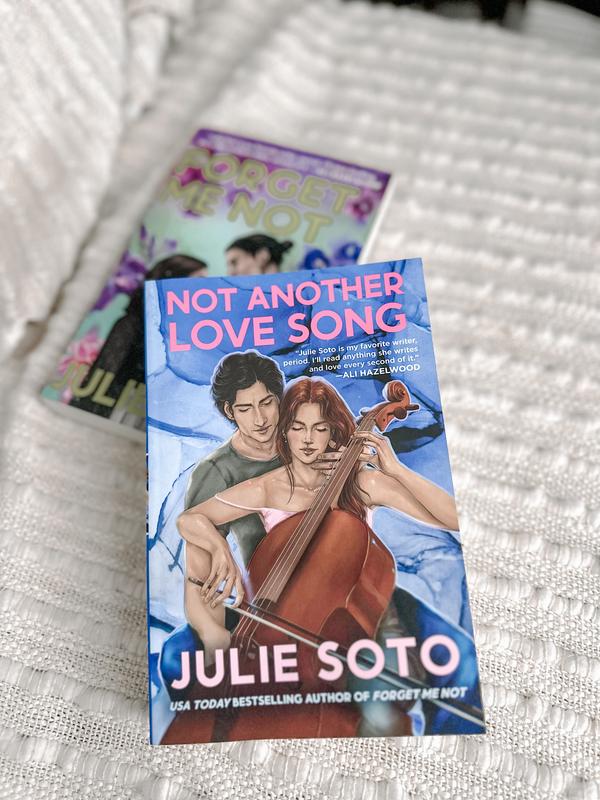 FORGET
ME NOT
JULIE
NOT ANOTHER
LOVE SONG
"Julie Soto is my favorite writer,
period. I'll read anything she writes
and love every second of it."
—ALI HAZELWOOD
JULIE SOTO
USA TODAY BESTSELLING AUTHOR OF FORGET ME NOT